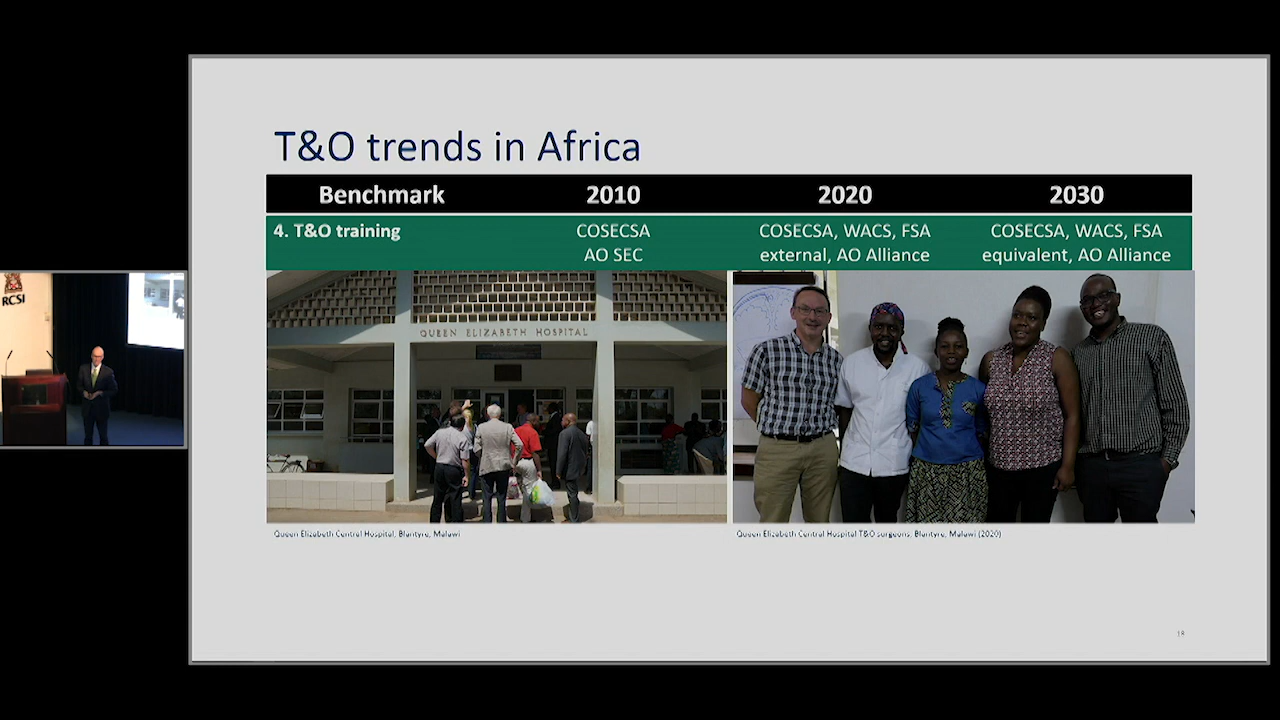 RCSI
T&O trends in Africa
Benchmark 2010 2020 2030
4. T&O training COSECSA COSECSA, WACS, FSA COSECSA, WACS, FSA
AO SEC external, AO Alliance equivalent, AO Alliance
QUEEN ELIZABETH HOSPITAL
Queen Elizabeth Central Hospital, Blantyre, Malawi
Queen Elizabeth Central Hospital T&O surgeons, Blantyre, Malawi (2020)
18